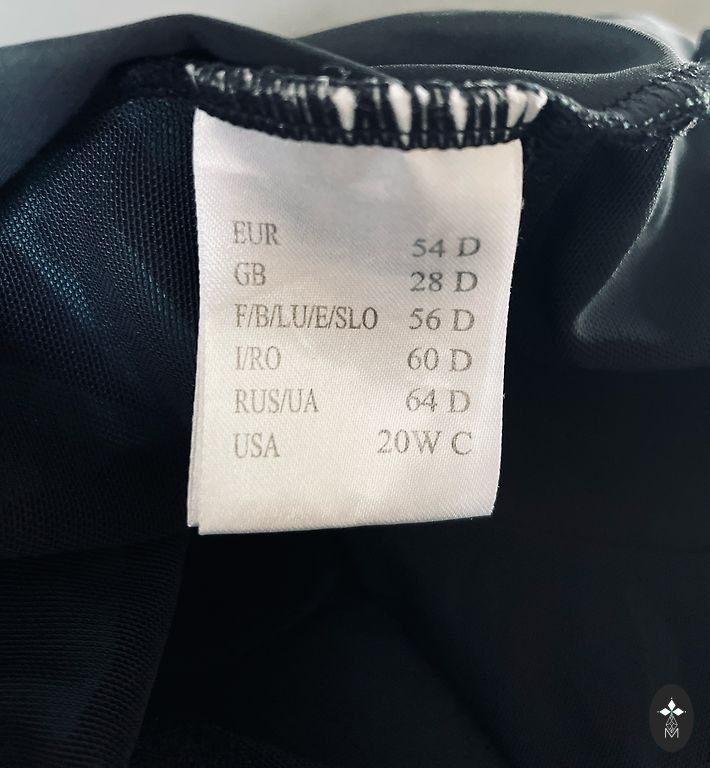 EUR 54 D
GB 28 D
F/B/LU/E/SLO 56 D
I/RO 60 D
RUS/UA 64 D
USA 20W C
M